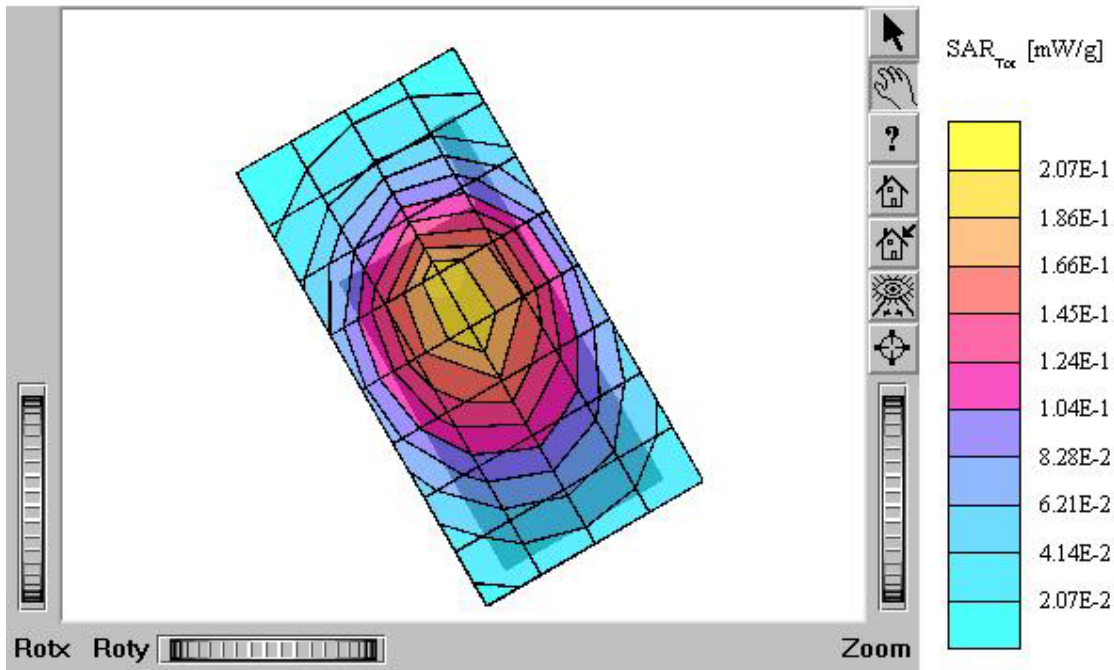 SARTot [mW/g]
?
2.07E-1
1.86E-1
1.66E-1
1.45E-1
1.24E-1
1.04E-1
8.28E-2
6.21E-2
4.14E-2
2.07E-2
Rotx Roty Zoom